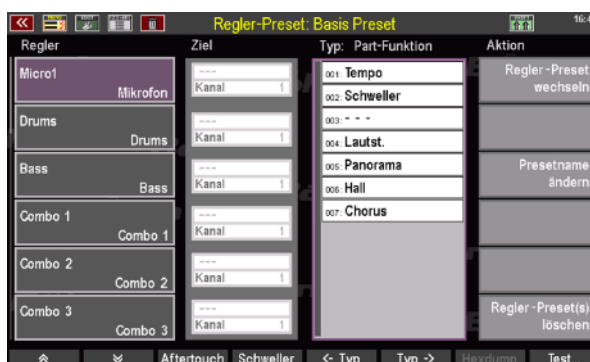 Regler-Preset: Basis Preset
16:4
Regler
Ziel
Typ: Part-Funktion
Aktion
Micro1
Mikrofon
---
Kanal 1
001: Tempo
002: Schweller
003: - - -
004: Lautst.
005: Panorama
006: Hall
007: Chorus
Regler-Preset
wechseln
Drums
Drums
---
Kanal 1
Bass
Bass
---
Kanal 1
Presetname
ändern
Combo 1
Combo 1
---
Kanal 1
Combo 2
Combo 2
---
Kanal 1
Combo 3
Combo 3
---
Kanal 1
Regler-Preset(s)
löschen
Aftertouch Schweller <- Typ Typ -> Hexdump Test..